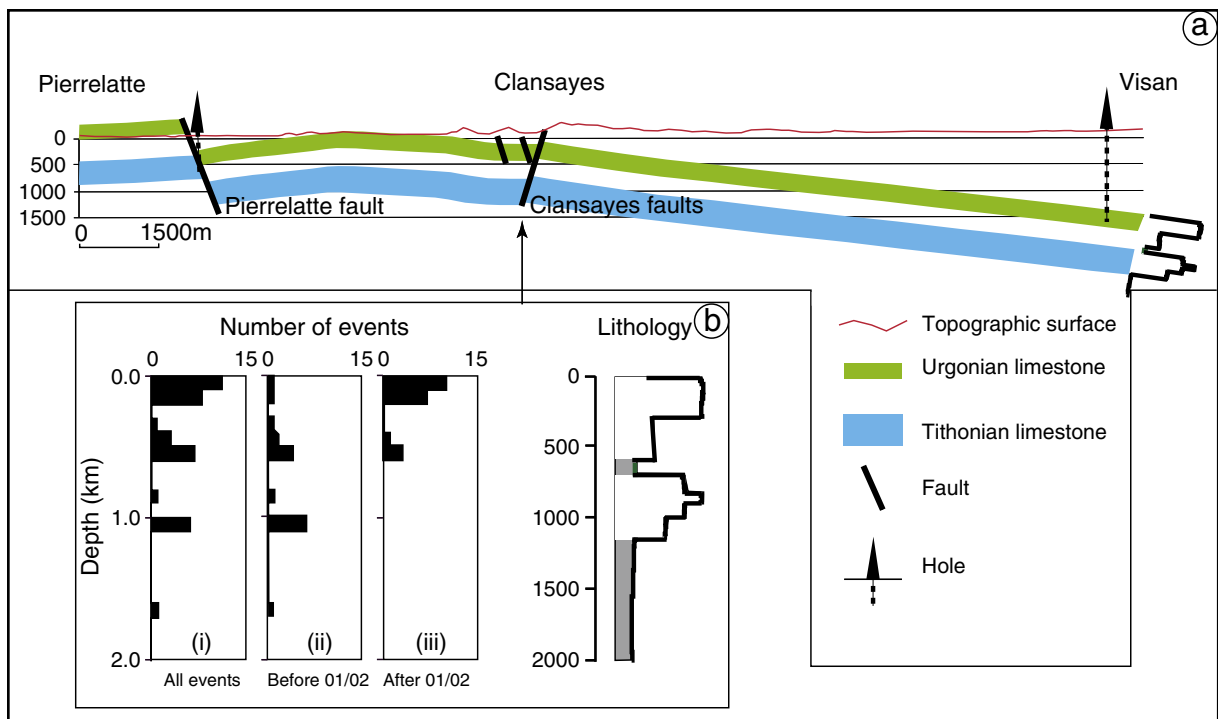 a
Pierrelatte
Clansayes
Visan
0
500
1000
1500
Pierrelatte fault
Clansayes faults
0 1500m
b
Number of events
Lithology
0 15 0 15 0 15
0.0
1.0
2.0
Depth (km)
(i)
(ii)
(iii)
All events
Before 01/02
After 01/02
0
500
1000
1500
2000
Topographic surface
Urgonian limestone
Tithonian limestone
Fault
Hole